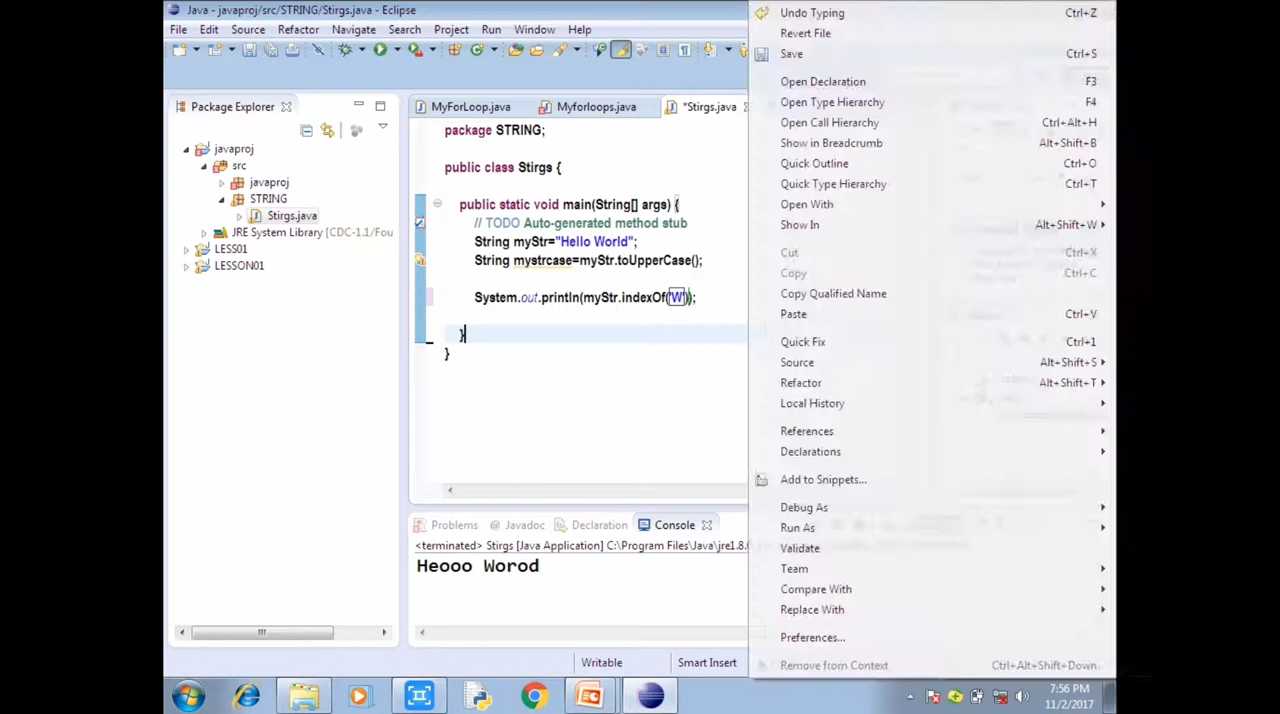 Java - javaproj/src/STRING/Stirgs.java - Eclipse
File Edit Source Refactor Navigate Search Project Run Window Help
Package Explorer
javaproj
src
javaproj
STRING
Stirgs.java
JRE System Library [CDC-1.1/Fou
LESS01
LESSON01
MyForLoop.java Myforloops.java *Stirgs.java
package STRING;
public class Stirgs {
public static void main(String[] args) {
// TODO Auto-generated method stub
String myStr="Hello World";
String mystrcase=myStr.toUpperCase();
System.out.println(myStr.indexOf('W'));
}
}
Problems @ Javadoc Declaration Console
<terminated> Stirgs [Java Application] C:\Program Files\Java\jre1.8.
Heooo Worod
Writable Smart Insert
Undo Typing Ctrl+Z
Revert File
Save Ctrl+S
Open Declaration F3
Open Type Hierarchy F4
Open Call Hierarchy Ctrl+Alt+H
Show in Breadcrumb Alt+Shift+B
Quick Outline Ctrl+O
Quick Type Hierarchy Ctrl+T
Open With
Show In Alt+Shift+W
Cut Ctrl+X
Copy Ctrl+C
Copy Qualified Name
Paste Ctrl+V
Quick Fix Ctrl+1
Source Alt+Shift+S
Refactor Alt+Shift+T
Local History
References
Declarations
Add to Snippets...
Debug As
Run As
Validate
Team
Compare With
Replace With
Preferences...
Remove from Context Ctrl+Alt+Shift+Down
7:56 PM
11/2/2017